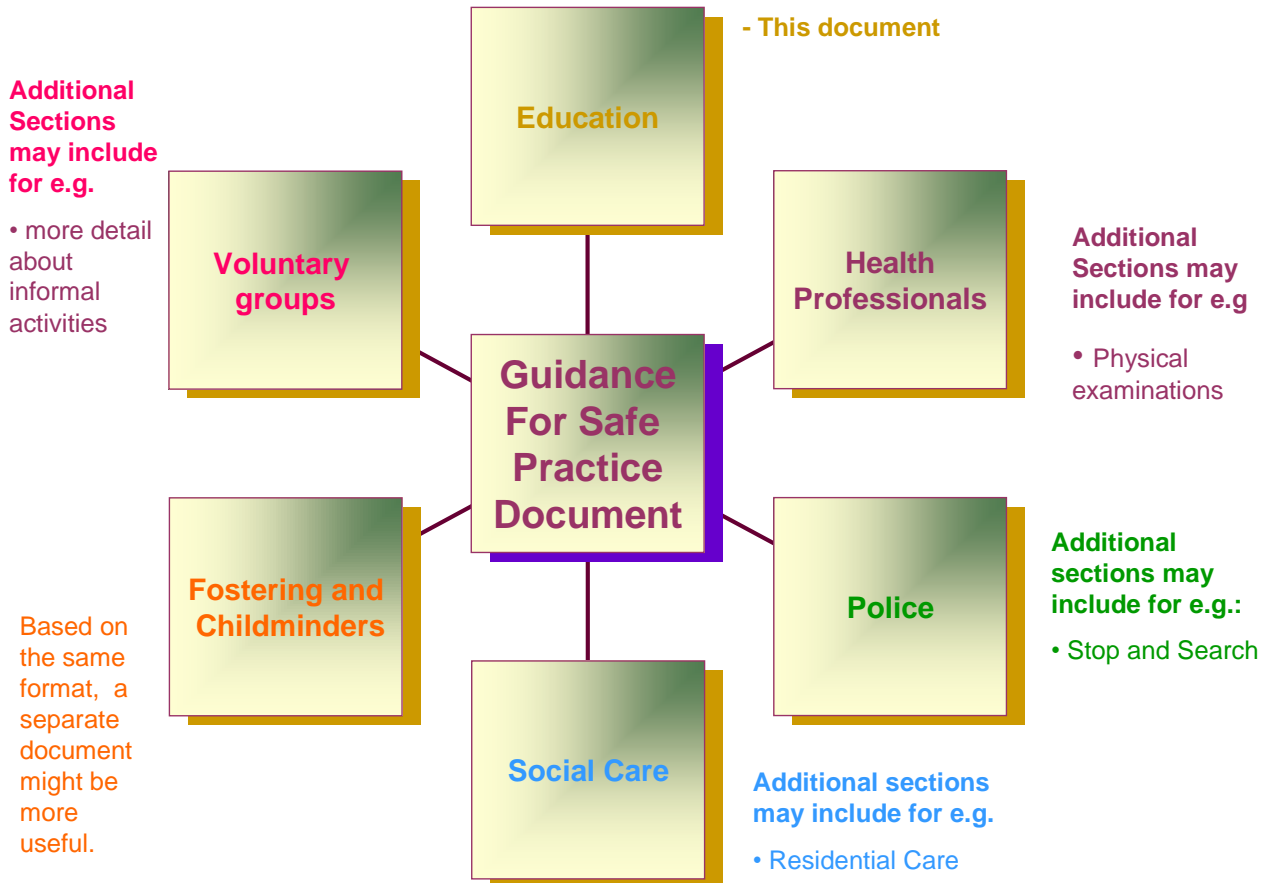 - This document
Education
Additional
Sections
may include
for e.g.
• more detail
about
informal
activities
Voluntary
groups
Health
Professionals
Additional
Sections may
include for e.g
• Physical
examinations
Guidance
For Safe
Practice
Document
Fostering and
Childminders
Based on
the same
format, a
separate
document
might be
more
useful.
Police
Additional
sections may
include for e.g.:
• Stop and Search
Social Care
Additional sections
may include for e.g.
• Residential Care